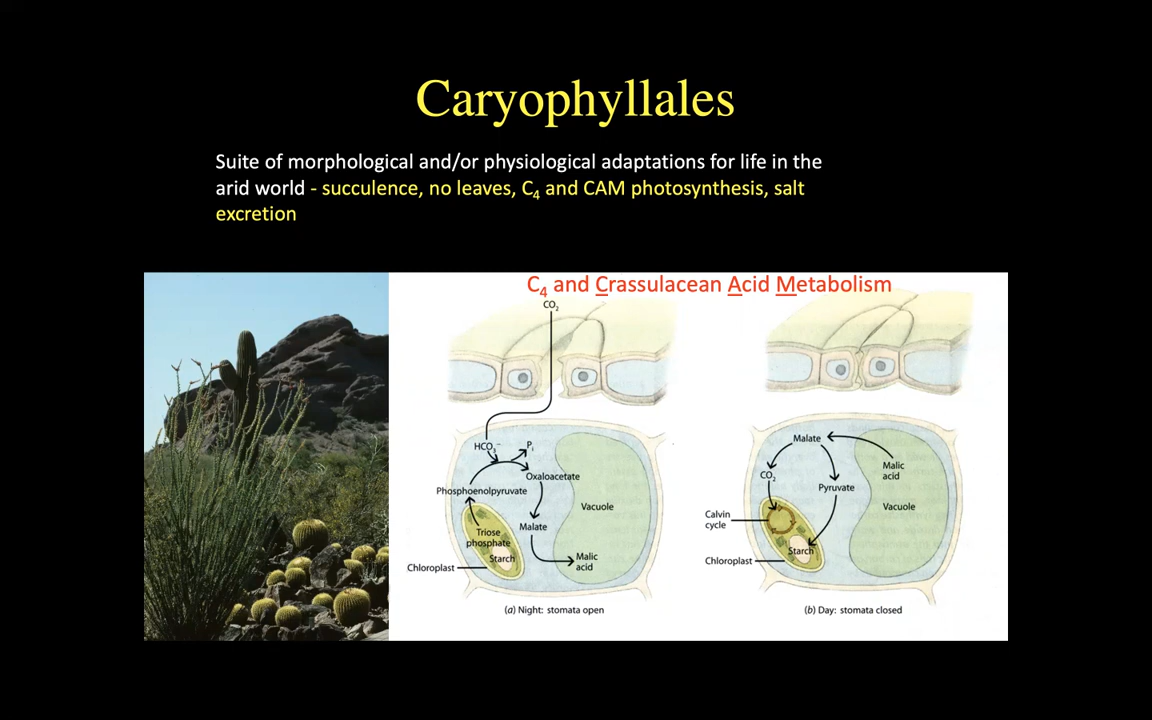 Caryophyllales
Suite of morphological and/or physiological adaptations for life in the
arid world - succulence, no leaves, C₄ and CAM photosynthesis, salt
excretion
C₄ and Crassulacean Acid Metabolism
CO₂
HCO₃⁻
Pᵢ
Oxaloacetate
Phosphoenolpyruvate
Vacuole
Triose
phosphate
Malate
Starch
Malic
acid
Chloroplast
(a) Night: stomata open
Malate
Malic
acid
CO₂
Pyruvate
Vacuole
Calvin
cycle
Starch
Chloroplast
(b) Day: stomata closed